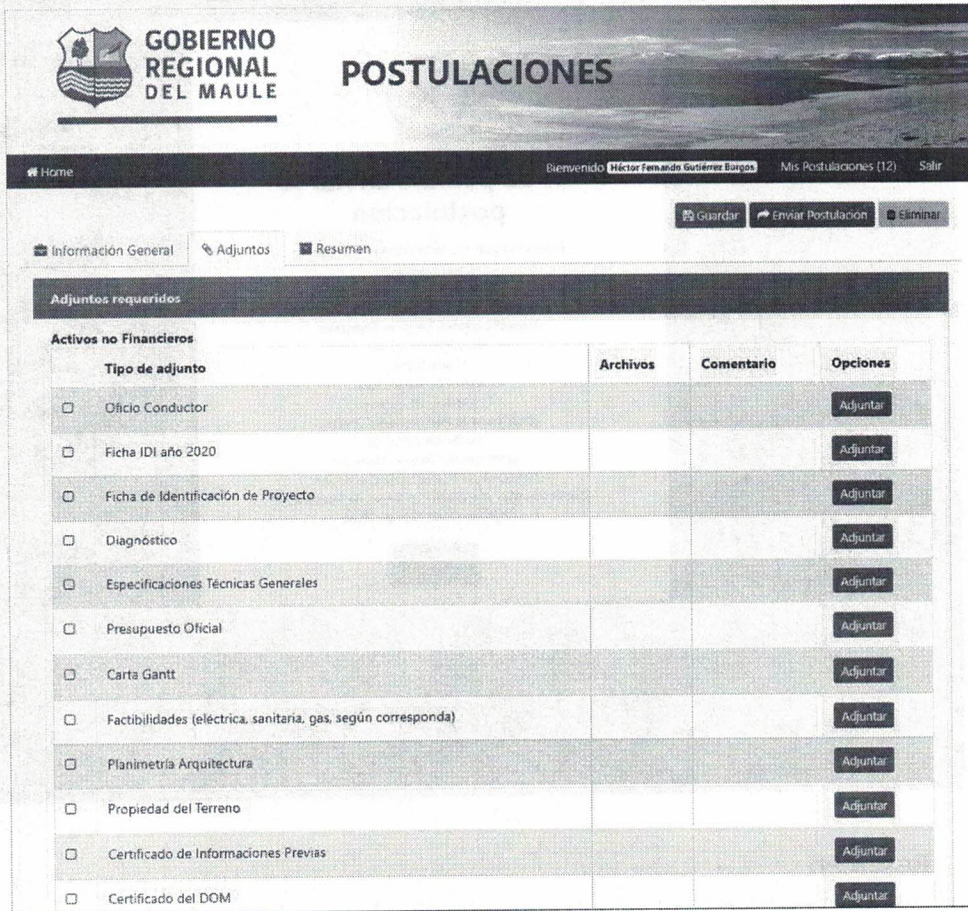 GOBIERNO
REGIONAL
DEL MAULE
POSTULACIONES
Home
Bienvenido Héctor Fernando Gutiérrez Burgos Mis Postulaciones (12) Salir
Guardar Enviar Postulación Eliminar
Información General Adjuntos Resumen
Adjuntos requeridos
Activos no Financieros
Tipo de adjunto Archivos Comentario Opciones
Oficio Conductor Adjuntar
Ficha IDI año 2020 Adjuntar
Ficha de Identificación de Proyecto Adjuntar
Diagnóstico Adjuntar
Especificaciones Técnicas Generales Adjuntar
Presupuesto Oficial Adjuntar
Carta Gantt Adjuntar
Factibilidades (eléctrica, sanitaria, gas, según corresponda) Adjuntar
Planimetría Arquitectura Adjuntar
Propiedad del Terreno Adjuntar
Certificado de Informaciones Previas Adjuntar
Certificado del DOM Adjuntar